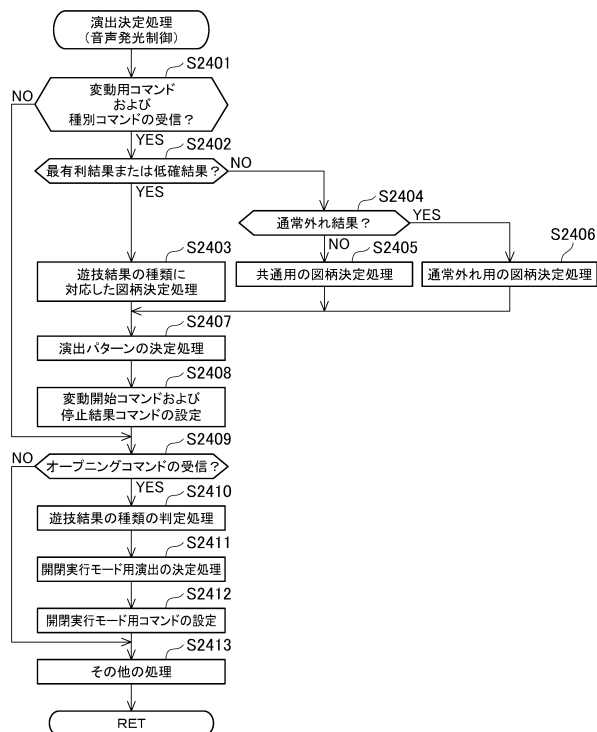 演出決定処理
(音声発光制御)
S2401
変動用コマンド
および
種別コマンドの受信？
NO
YES
S2402
最有利結果または低確結果？
NO
YES
S2404
通常外れ結果？
YES
NO
S2403
遊技結果の種類に
対応した図柄決定処理
S2405
共通用の図柄決定処理
S2406
通常外れ用の図柄決定処理
S2407
演出パターンの決定処理
S2408
変動開始コマンドおよび
停止結果コマンドの設定
S2409
オープニングコマンドの受信？
NO
YES
S2410
遊技結果の種類の判定処理
S2411
開閉実行モード用演出の決定処理
S2412
開閉実行モード用コマンドの設定
S2413
その他の処理
RET